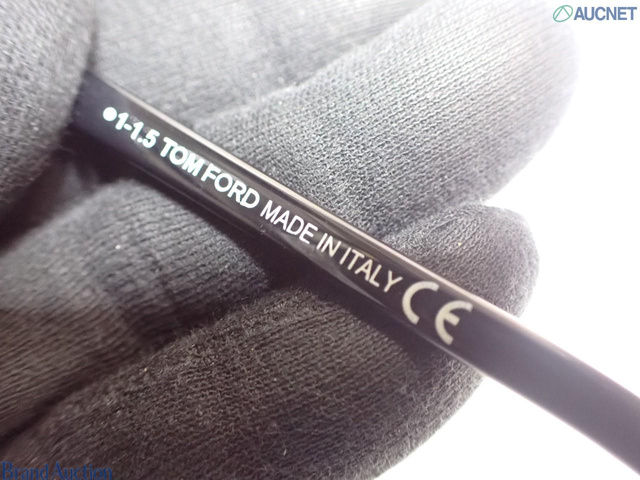 AUCNET
●1-1.5 TOM FORD MADE IN ITALY CE
Brand Auction